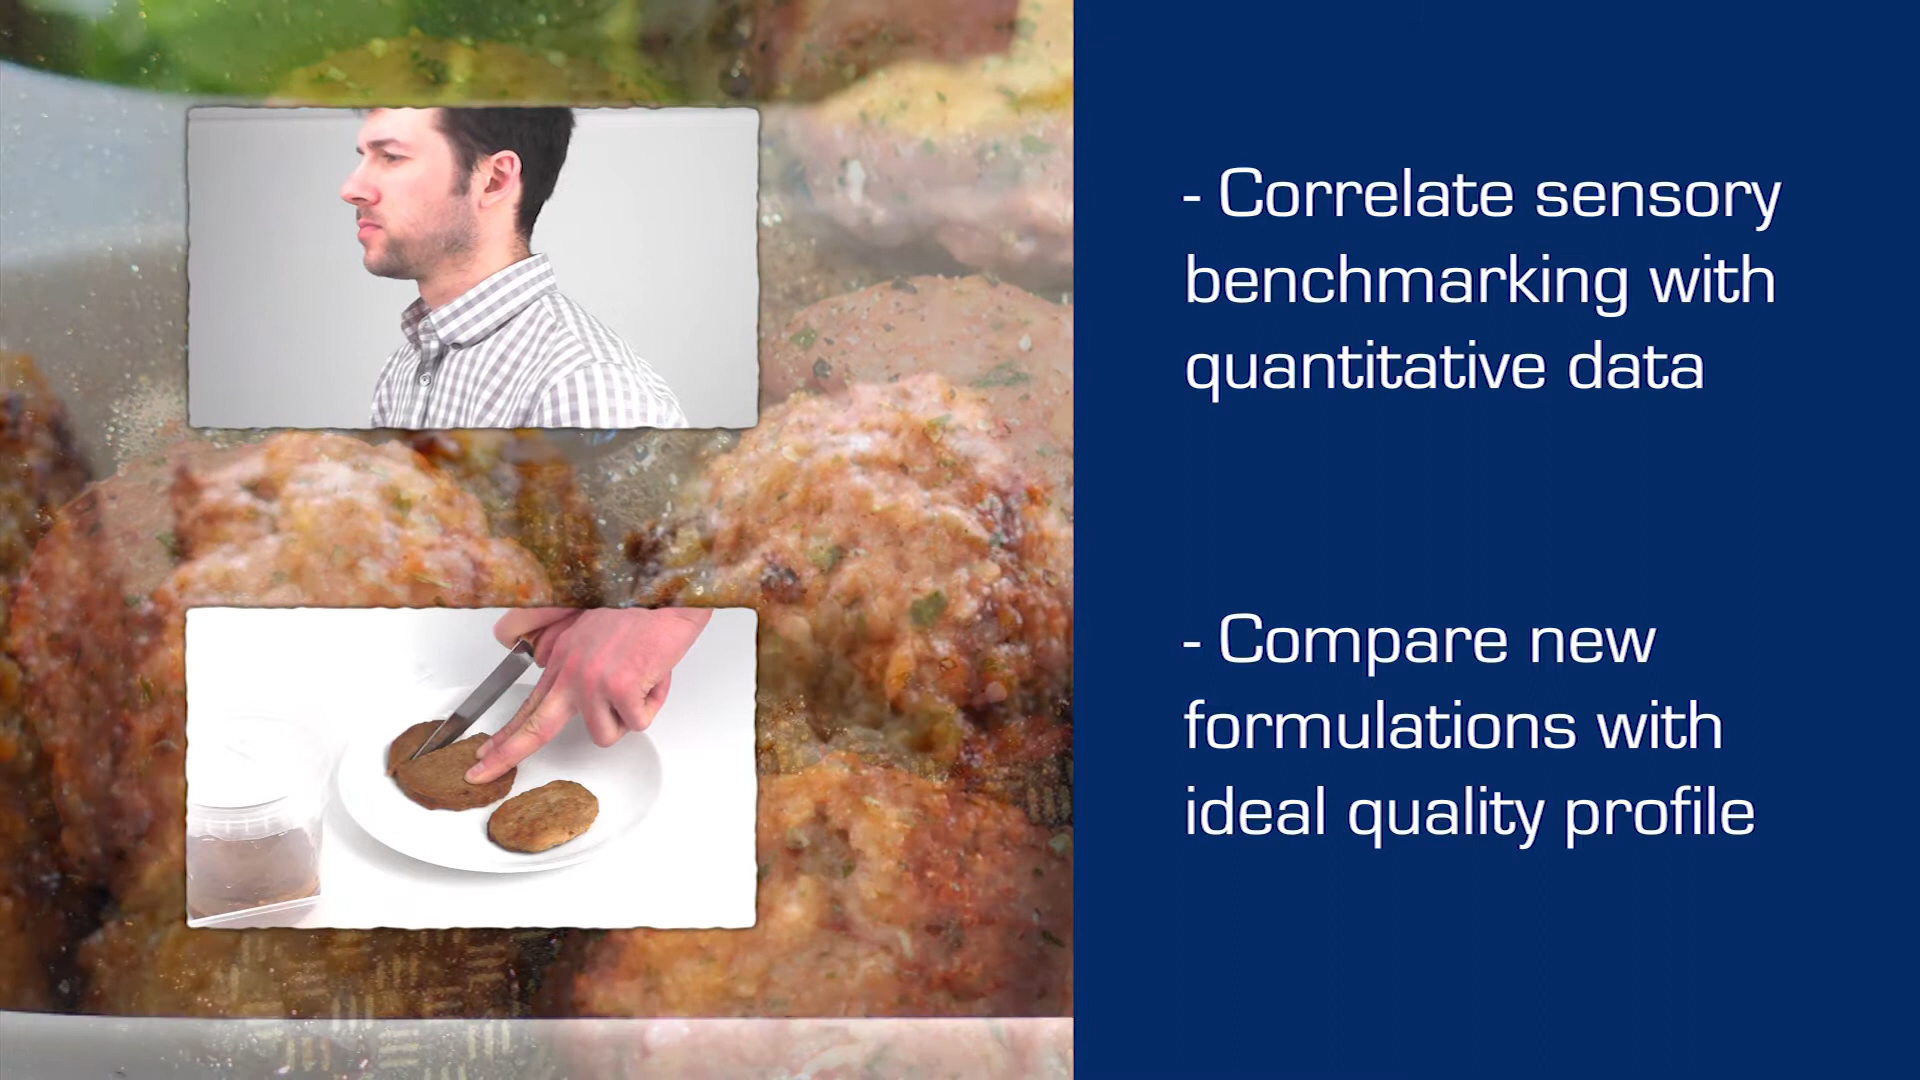 - Correlate sensory
benchmarking with
quantitative data
- Compare new
formulations with
ideal quality profile